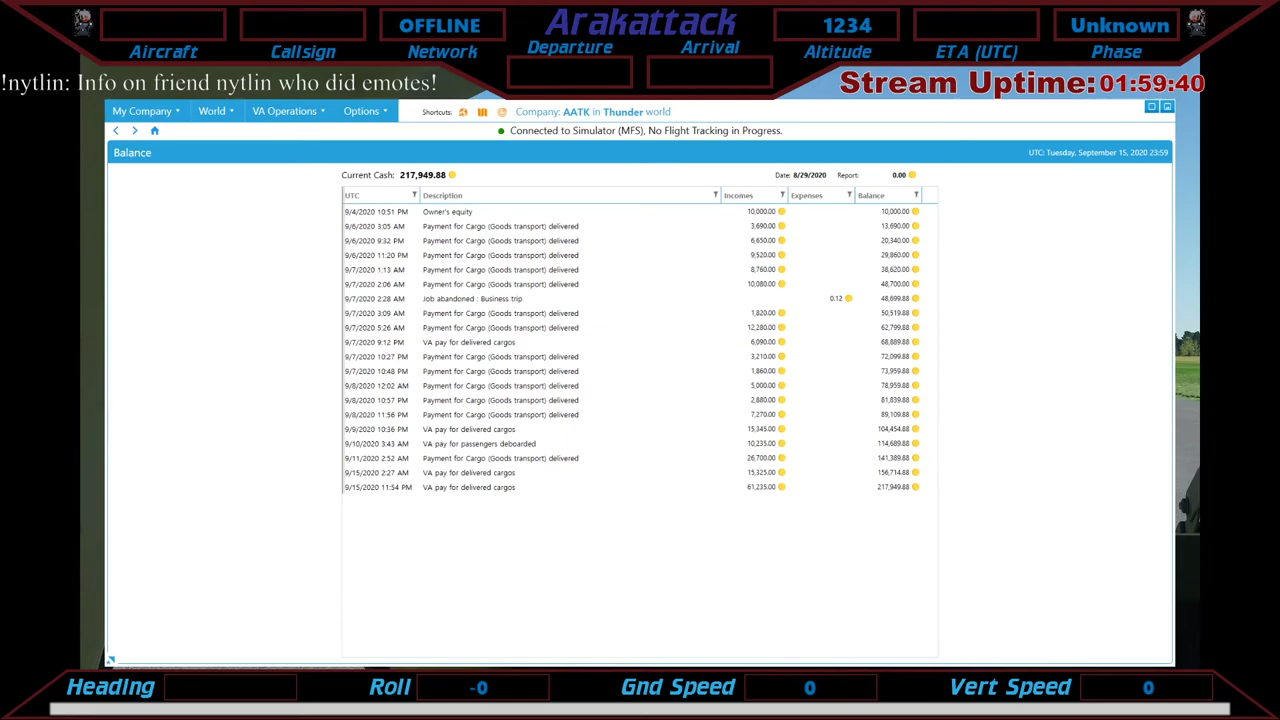 OFFLINE Arakattack 1234 Unknown
Aircraft Callsign Network Departure Arrival Altitude ETA (UTC) Phase
!nytlin: Info on friend nytlin who did emotes!
Stream Uptime: 01:59:40
My Company World VA Operations Options Shortcuts: Company: AATK in Thunder world
Connected to Simulator (MFS), No Flight Tracking in Progress.
Balance UTC: Tuesday, September 15, 2020 23:59
Current Cash: 217,949.88 Date: 8/29/2020 Report: 0.00
UTC Description Incomes Expenses Balance
9/4/2020 10:51 PM Owner's equity 10,000.00 10,000.00
9/6/2020 3:05 AM Payment for Cargo (Goods transport) delivered 3,690.00 13,690.00
9/6/2020 9:32 PM Payment for Cargo (Goods transport) delivered 6,650.00 20,340.00
9/6/2020 11:20 PM Payment for Cargo (Goods transport) delivered 9,520.00 29,860.00
9/7/2020 1:13 AM Payment for Cargo (Goods transport) delivered 8,760.00 38,620.00
9/7/2020 2:06 AM Payment for Cargo (Goods transport) delivered 10,080.00 48,700.00
9/7/2020 2:28 AM Job abandoned : Business trip 0.12 48,699.88
9/7/2020 3:09 AM Payment for Cargo (Goods transport) delivered 1,820.00 50,519.88
9/7/2020 5:26 AM Payment for Cargo (Goods transport) delivered 12,280.00 62,799.88
9/7/2020 9:12 PM VA pay for delivered cargos 6,090.00 68,889.88
9/7/2020 10:27 PM Payment for Cargo (Goods transport) delivered 3,210.00 72,099.88
9/7/2020 10:48 PM Payment for Cargo (Goods transport) delivered 1,860.00 73,959.88
9/8/2020 12:02 AM Payment for Cargo (Goods transport) delivered 5,000.00 78,959.88
9/8/2020 10:57 PM Payment for Cargo (Goods transport) delivered 2,880.00 81,839.88
9/8/2020 11:56 PM Payment for Cargo (Goods transport) delivered 7,270.00 89,109.88
9/9/2020 10:36 PM VA pay for delivered cargos 15,345.00 104,454.88
9/10/2020 3:43 AM VA pay for passengers deboarded 10,235.00 114,689.88
9/11/2020 2:52 AM Payment for Cargo (Goods transport) delivered 26,700.00 141,389.88
9/15/2020 2:27 AM VA pay for delivered cargos 15,325.00 156,714.88
9/15/2020 11:54 PM VA pay for delivered cargos 61,235.00 217,949.88
Heading Roll -0 Gnd Speed 0 Vert Speed 0